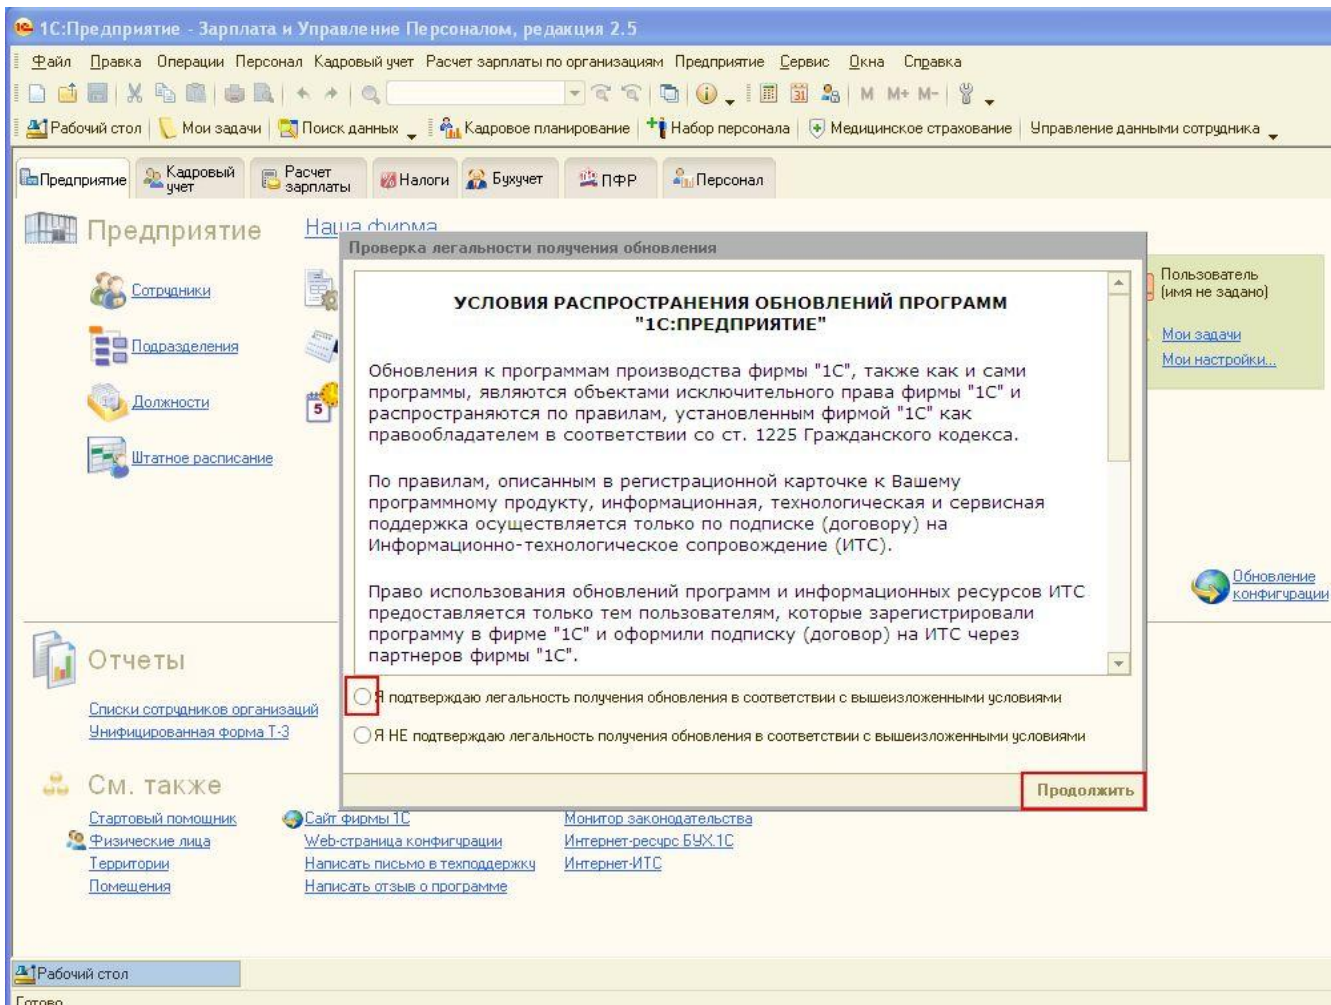 1С:Предприятие - Зарплата и Управление Персоналом, редакция 2.5
Файл Правка Операции Персонал Кадровый учет Расчет зарплаты по организациям Предприятие Сервис Окна Справка
M M+ M-
Рабочий стол Мои задачи Поиск данных Кадровое планирование Набор персонала Медицинское страхование Управление данными сотрудника
Предприятие Кадровый учет Расчет зарплаты Налоги Бухучет ПФР Персонал
Предприятие Наша фирма
Сотрудники
Подразделения
Должности
Штатное расписание
Проверка легальности получения обновления
УСЛОВИЯ РАСПРОСТРАНЕНИЯ ОБНОВЛЕНИЙ ПРОГРАММ
"1С:ПРЕДПРИЯТИЕ"
Обновления к программам производства фирмы "1С", также как и сами
программы, являются объектами исключительного права фирмы "1С" и
распространяются по правилам, установленным фирмой "1С" как
правообладателем в соответствии со ст. 1225 Гражданского кодекса.
По правилам, описанным в регистрационной карточке к Вашему
программному продукту, информационная, технологическая и сервисная
поддержка осуществляется только по подписке (договору) на
Информационно-технологическое сопровождение (ИТС).
Право использования обновлений программ и информационных ресурсов ИТС
предоставляется только тем пользователям, которые зарегистрировали
программу в фирме "1С" и оформили подписку (договор) на ИТС через
партнеров фирмы "1С".
Я подтверждаю легальность получения обновления в соответствии с вышеизложенными условиями
Я НЕ подтверждаю легальность получения обновления в соответствии с вышеизложенными условиями
Продолжить
Пользователь
(имя не задано)
Мои задачи
Мои настройки...
Обновление
конфигурации
Отчеты
Списки сотрудников организаций
Унифицированная форма Т-3
См. также
Стартовый помощник Сайт фирмы 1С Монитор законодательства
Физические лица Web-страница конфигурации Интернет-ресурс БУХ.1С
Территории Написать письмо в техподдержку Интернет-ИТС
Помещения Написать отзыв о программе
Рабочий стол
Готово